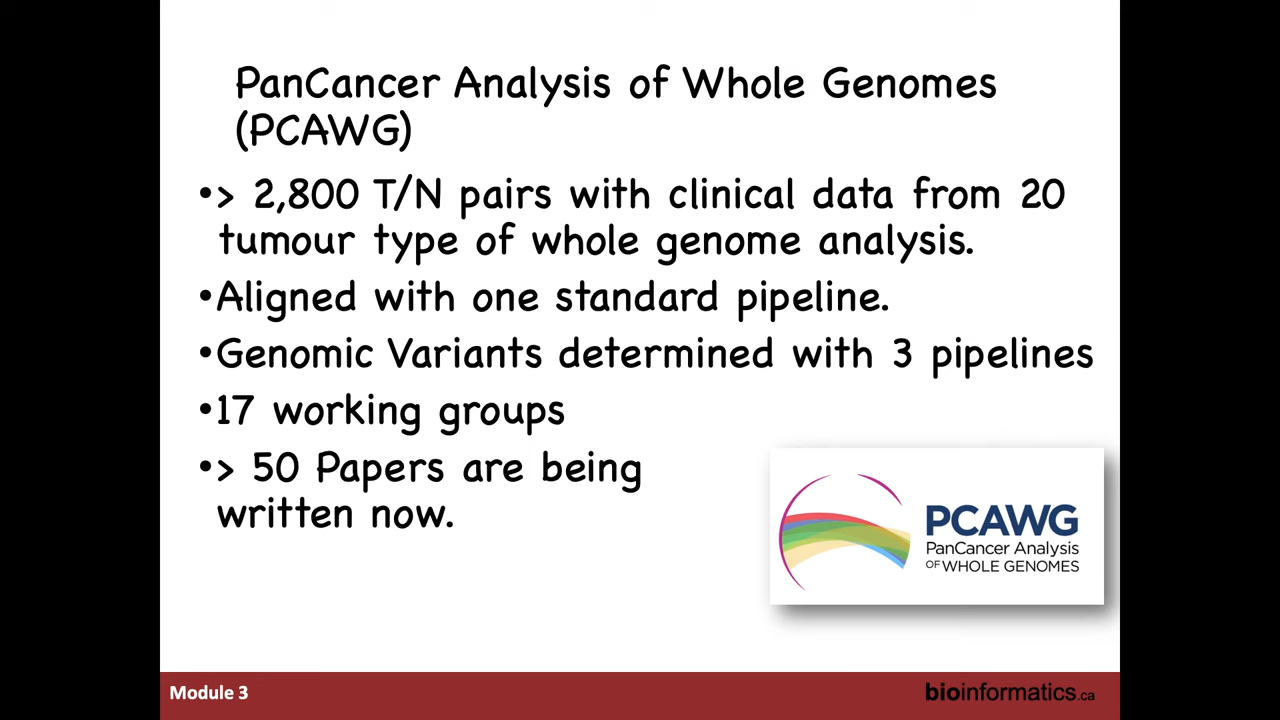 PanCancer Analysis of Whole Genomes
(PCAWG)
•> 2,800 T/N pairs with clinical data from 20
tumour type of whole genome analysis.
•Aligned with one standard pipeline.
•Genomic Variants determined with 3 pipelines
•17 working groups
•> 50 Papers are being
written now.
PCAWG
PanCancer Analysis
OF WHOLE GENOMES
Module 3
bioinformatics.ca